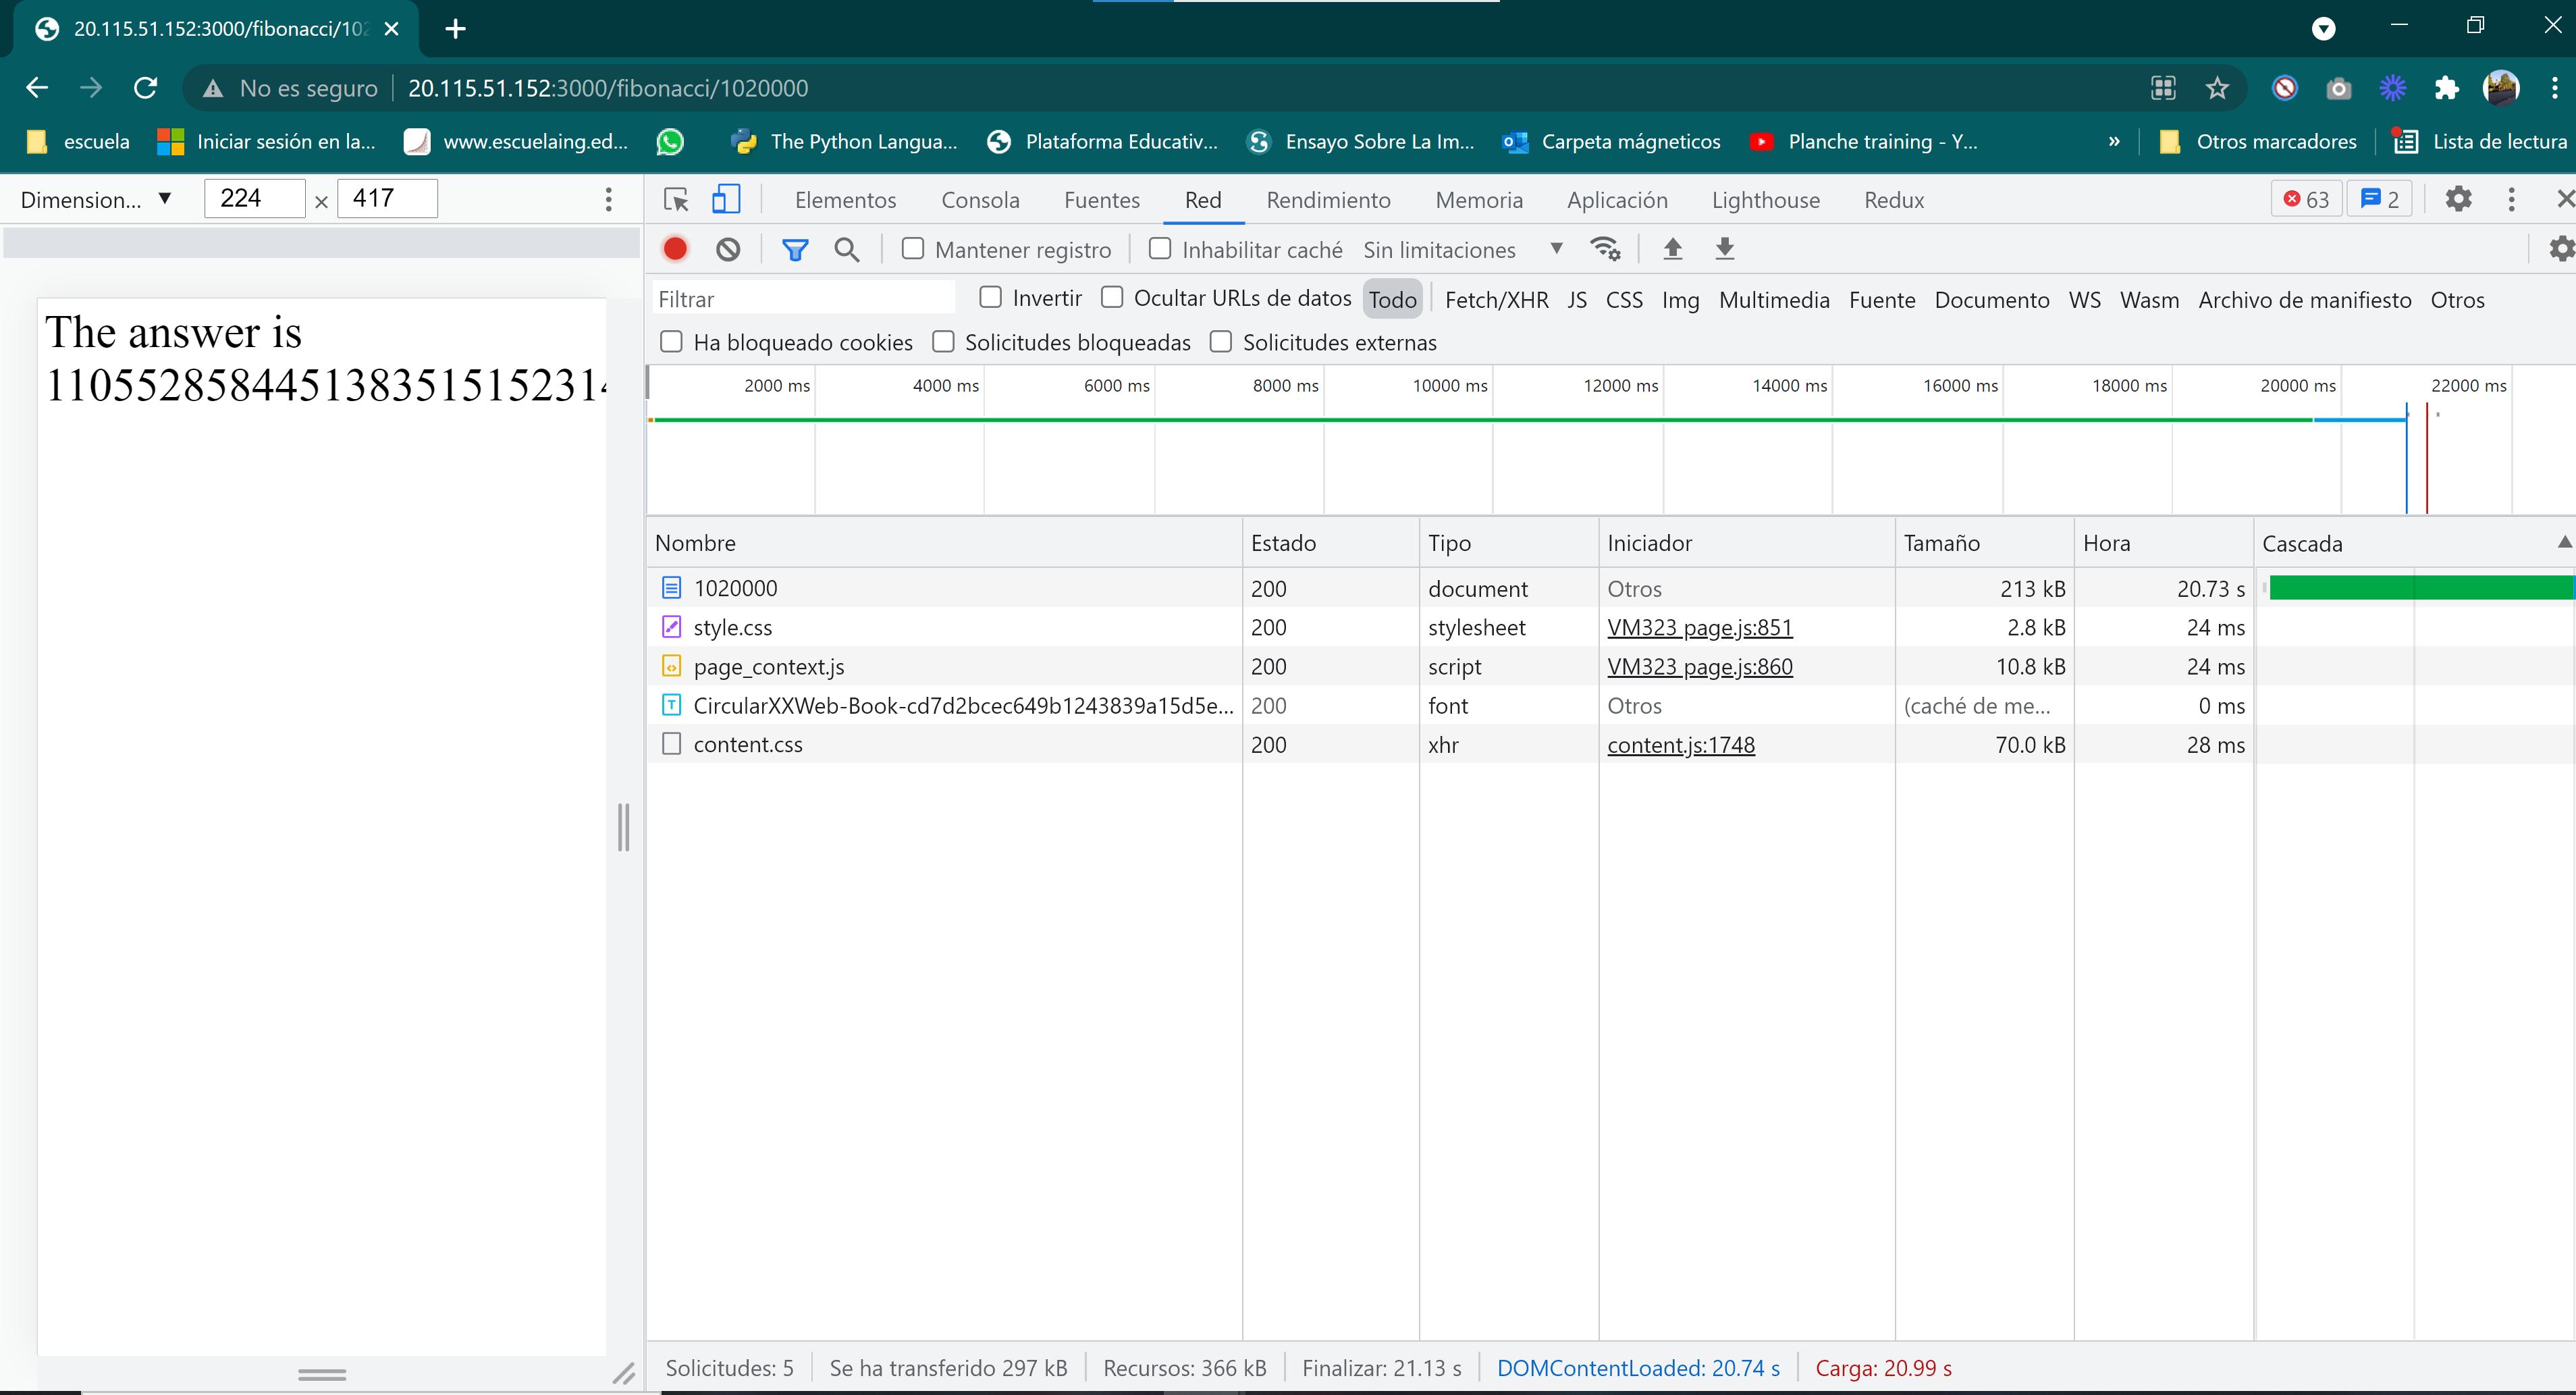 20.115.51.152:3000/fibonacci/102
No es seguro 20.115.51.152:3000/fibonacci/1020000
escuela Iniciar sesión en la... www.escuelaing.ed... The Python Langua... Plataforma Educativ... Ensayo Sobre La Im... Carpeta mágneticos Planche training - Y... » Otros marcadores Lista de lectura
Dimension... 224 × 417
Elementos Consola Fuentes Red Rendimiento Memoria Aplicación Lighthouse Redux 63 2
Mantener registro Inhabilitar caché Sin limitaciones
Filtrar Invertir Ocultar URLs de datos Todo Fetch/XHR JS CSS Img Multimedia Fuente Documento WS Wasm Archivo de manifiesto Otros
Ha bloqueado cookies Solicitudes bloqueadas Solicitudes externas
The answer is
1105528584451383515152314
2000 ms 4000 ms 6000 ms 8000 ms 10000 ms 12000 ms 14000 ms 16000 ms 18000 ms 20000 ms 22000 ms
Nombre Estado Tipo Iniciador Tamaño Hora Cascada
1020000 200 document Otros 213 kB 20.73 s
style.css 200 stylesheet VM323 page.js:851 2.8 kB 24 ms
page_context.js 200 script VM323 page.js:860 10.8 kB 24 ms
CircularXXWeb-Book-cd7d2bcec649b1243839a15d5e... 200 font Otros (caché de me... 0 ms
content.css 200 xhr content.js:1748 70.0 kB 28 ms
Solicitudes: 5 Se ha transferido 297 kB Recursos: 366 kB Finalizar: 21.13 s DOMContentLoaded: 20.74 s Carga: 20.99 s